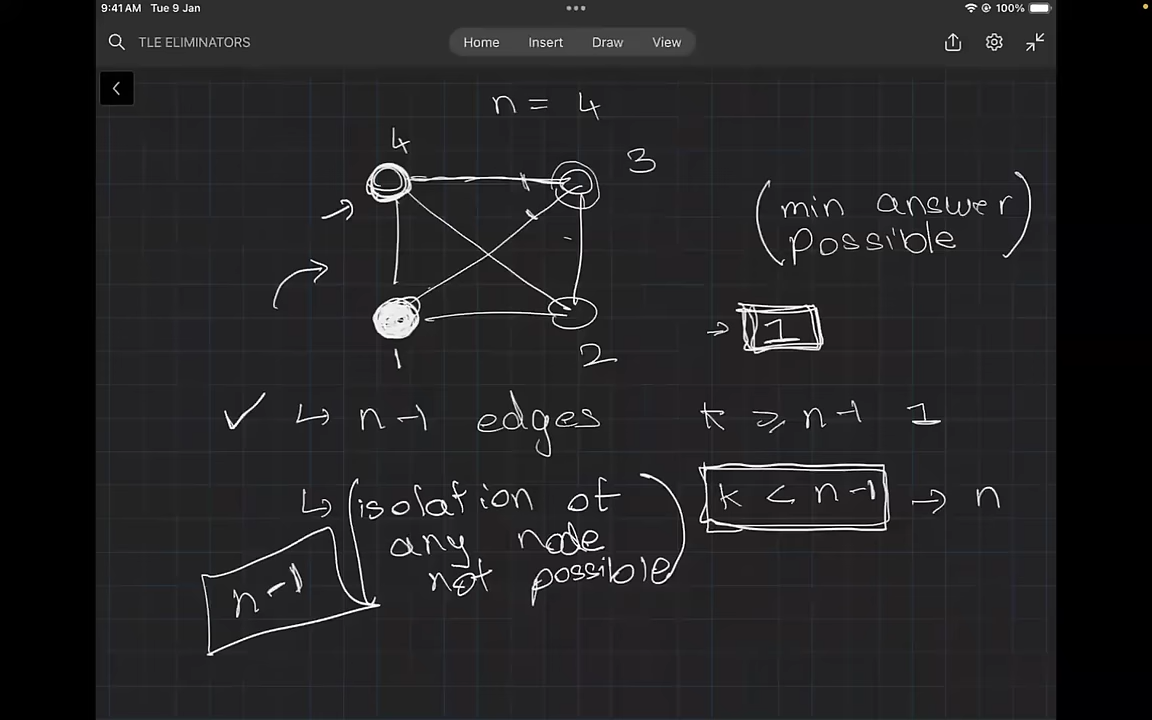 9:41 AM Tue 9 Jan
100%
TLE ELIMINATORS
Home Insert Draw View
n = 4
4
3
(min answer possible)
1
1
2
✓ ↳ n-1 edges
k ≥ n-1 1
↳ (isolation of
any node
not possible)
k < n-1 → n
n-1